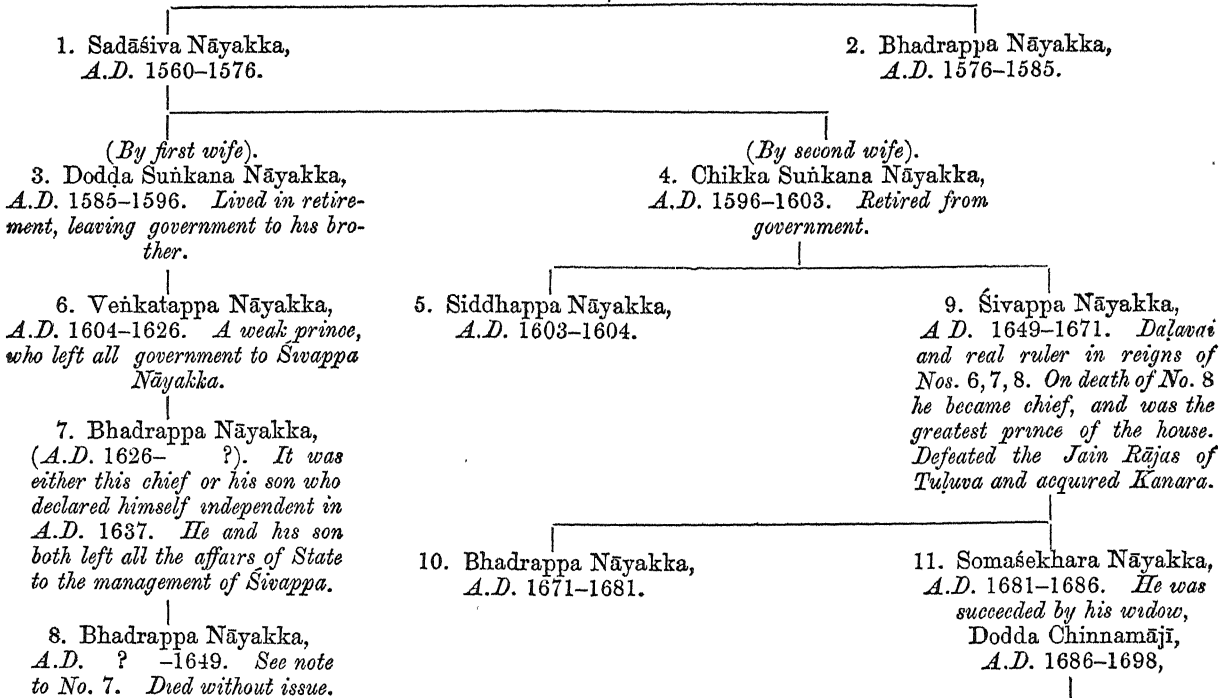 1. Sadāśiva Nāyakka,
A.D. 1560–1576.
2. Bhadrappa Nāyakka,
A.D. 1576–1585.
(By first wife).
3. Doḍḍa Suṅkana Nāyakka,
A.D. 1585–1596. Lived in retire-
ment, leaving government to his bro-
ther.
(By second wife).
4. Chikka Suṅkana Nāyakka,
A.D. 1596–1603. Retired from
government.
6. Veṅkatappa Nāyakka,
A.D. 1604–1626. A weak prince,
who left all government to Śivappa
Nāyakka.
5. Siddhappa Nāyakka,
A.D. 1603–1604.
9. Śivappa Nāyakka,
A D. 1649–1671. Daḷavai
and real ruler in reigns of
Nos. 6, 7, 8. On death of No. 8
he became chief, and was the
greatest prince of the house.
Defeated the Jain Rājas of
Tuḷuva and acquired Kanara.
7. Bhadrappa Nāyakka,
(A.D. 1626– ?). It was
either this chief or his son who
declared himself independent in
A.D. 1637. He and his son
both left all the affairs of State
to the management of Śivappa.
10. Bhadrappa Nāyakka,
A.D. 1671–1681.
11. Somaśekhara Nāyakka,
A.D. 1681–1686. He was
succeeded by his widow,
Dodda Chinnamājī,
A.D. 1686–1698,
8. Bhadrappa Nāyakka,
A.D. ? –1649. See note
to No. 7. Died without issue.